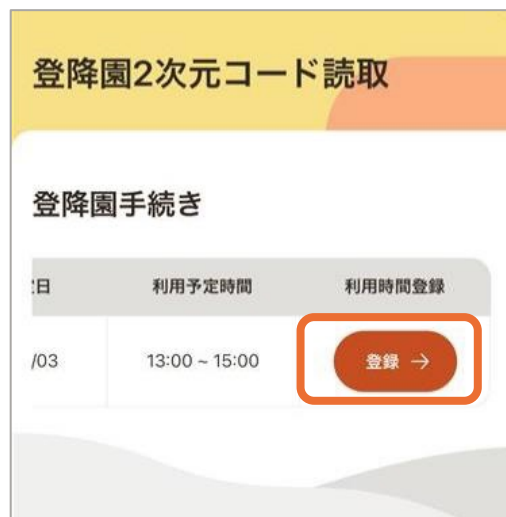 登降園2次元コード読取
登降園手続き
日 利用予定時間 利用時間登録
/03 13:00 ~ 15:00 登録 →